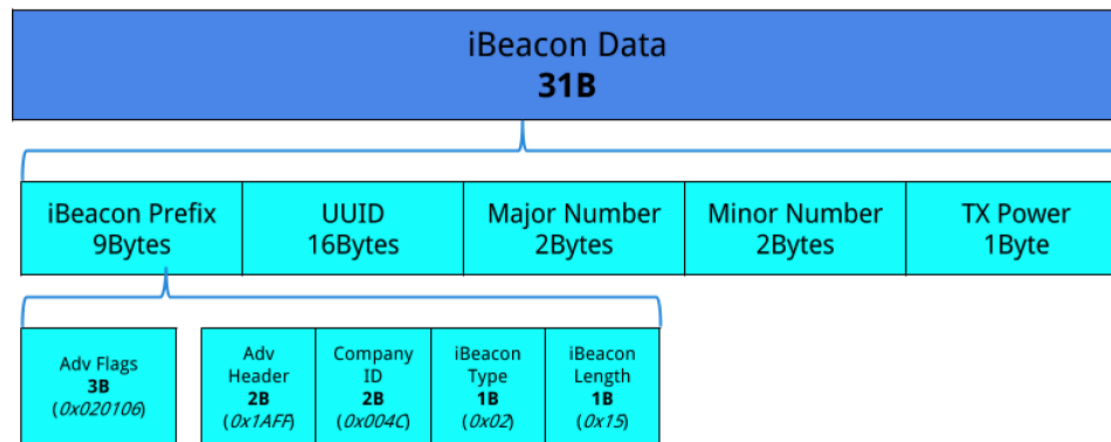 iBeacon Data
31B
iBeacon Prefix
9Bytes
UUID
16Bytes
Major Number
2Bytes
Minor Number
2Bytes
TX Power
1Byte
Adv Flags
3B
(0x020106)
Adv
Header
2B
(0x1AFF)
Company
ID
2B
(0x004C)
iBeacon
Type
1B
(0x02)
iBeacon
Length
1B
(0x15)